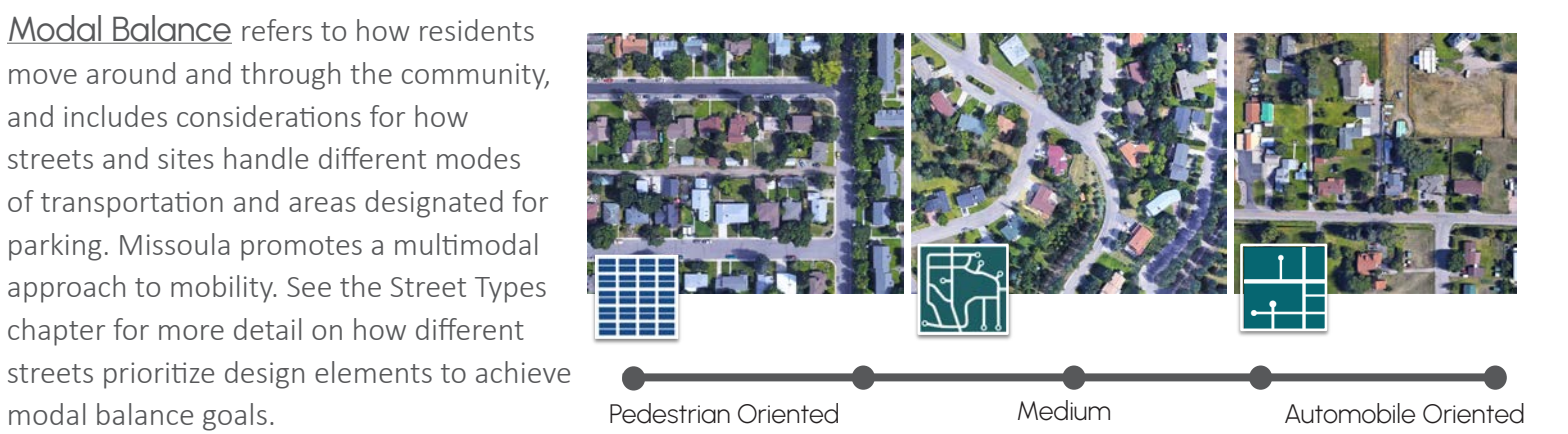 Modal Balance refers to how residents
move around and through the community,
and includes considerations for how
streets and sites handle different modes
of transportation and areas designated for
parking. Missoula promotes a multimodal
approach to mobility. See the Street Types
chapter for more detail on how different
streets prioritize design elements to achieve
modal balance goals.
Pedestrian Oriented
Medium
Automobile Oriented